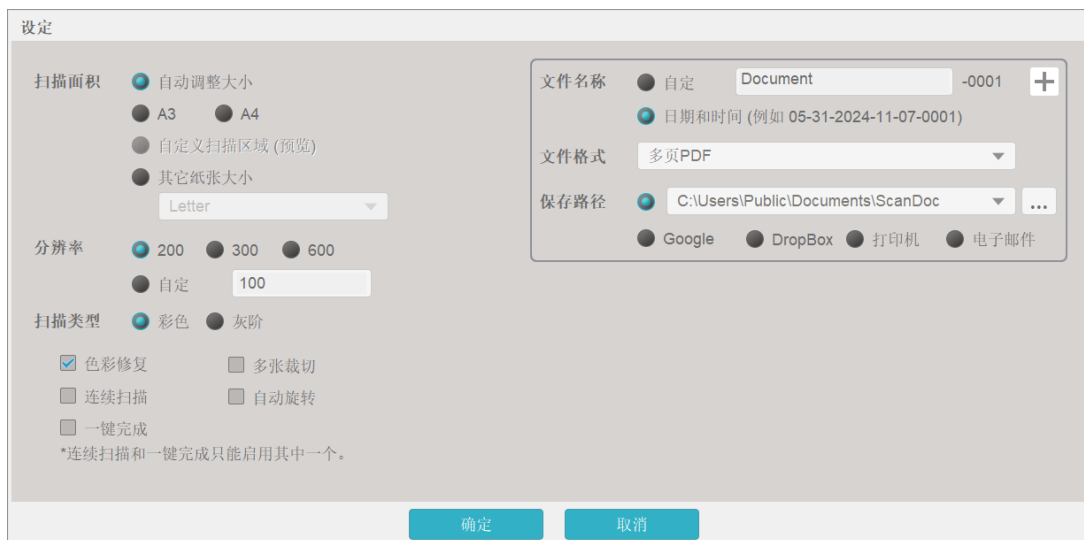 设定
扫描面积 自动调整大小
A3 A4
自定义扫描区域 (预览)
其它纸张大小
Letter
分辨率 200 300 600
自定 100
扫描类型 彩色 灰阶
色彩修复 多张裁切
连续扫描 自动旋转
一键完成
*连续扫描和一键完成只能启用其中一个。
文件名称 自定 Document -0001 +
日期和时间 (例如 05-31-2024-11-07-0001)
文件格式 多页PDF
保存路径 C:\Users\Public\Documents\ScanDoc ...
Google DropBox 打印机 电子邮件
确定 取消